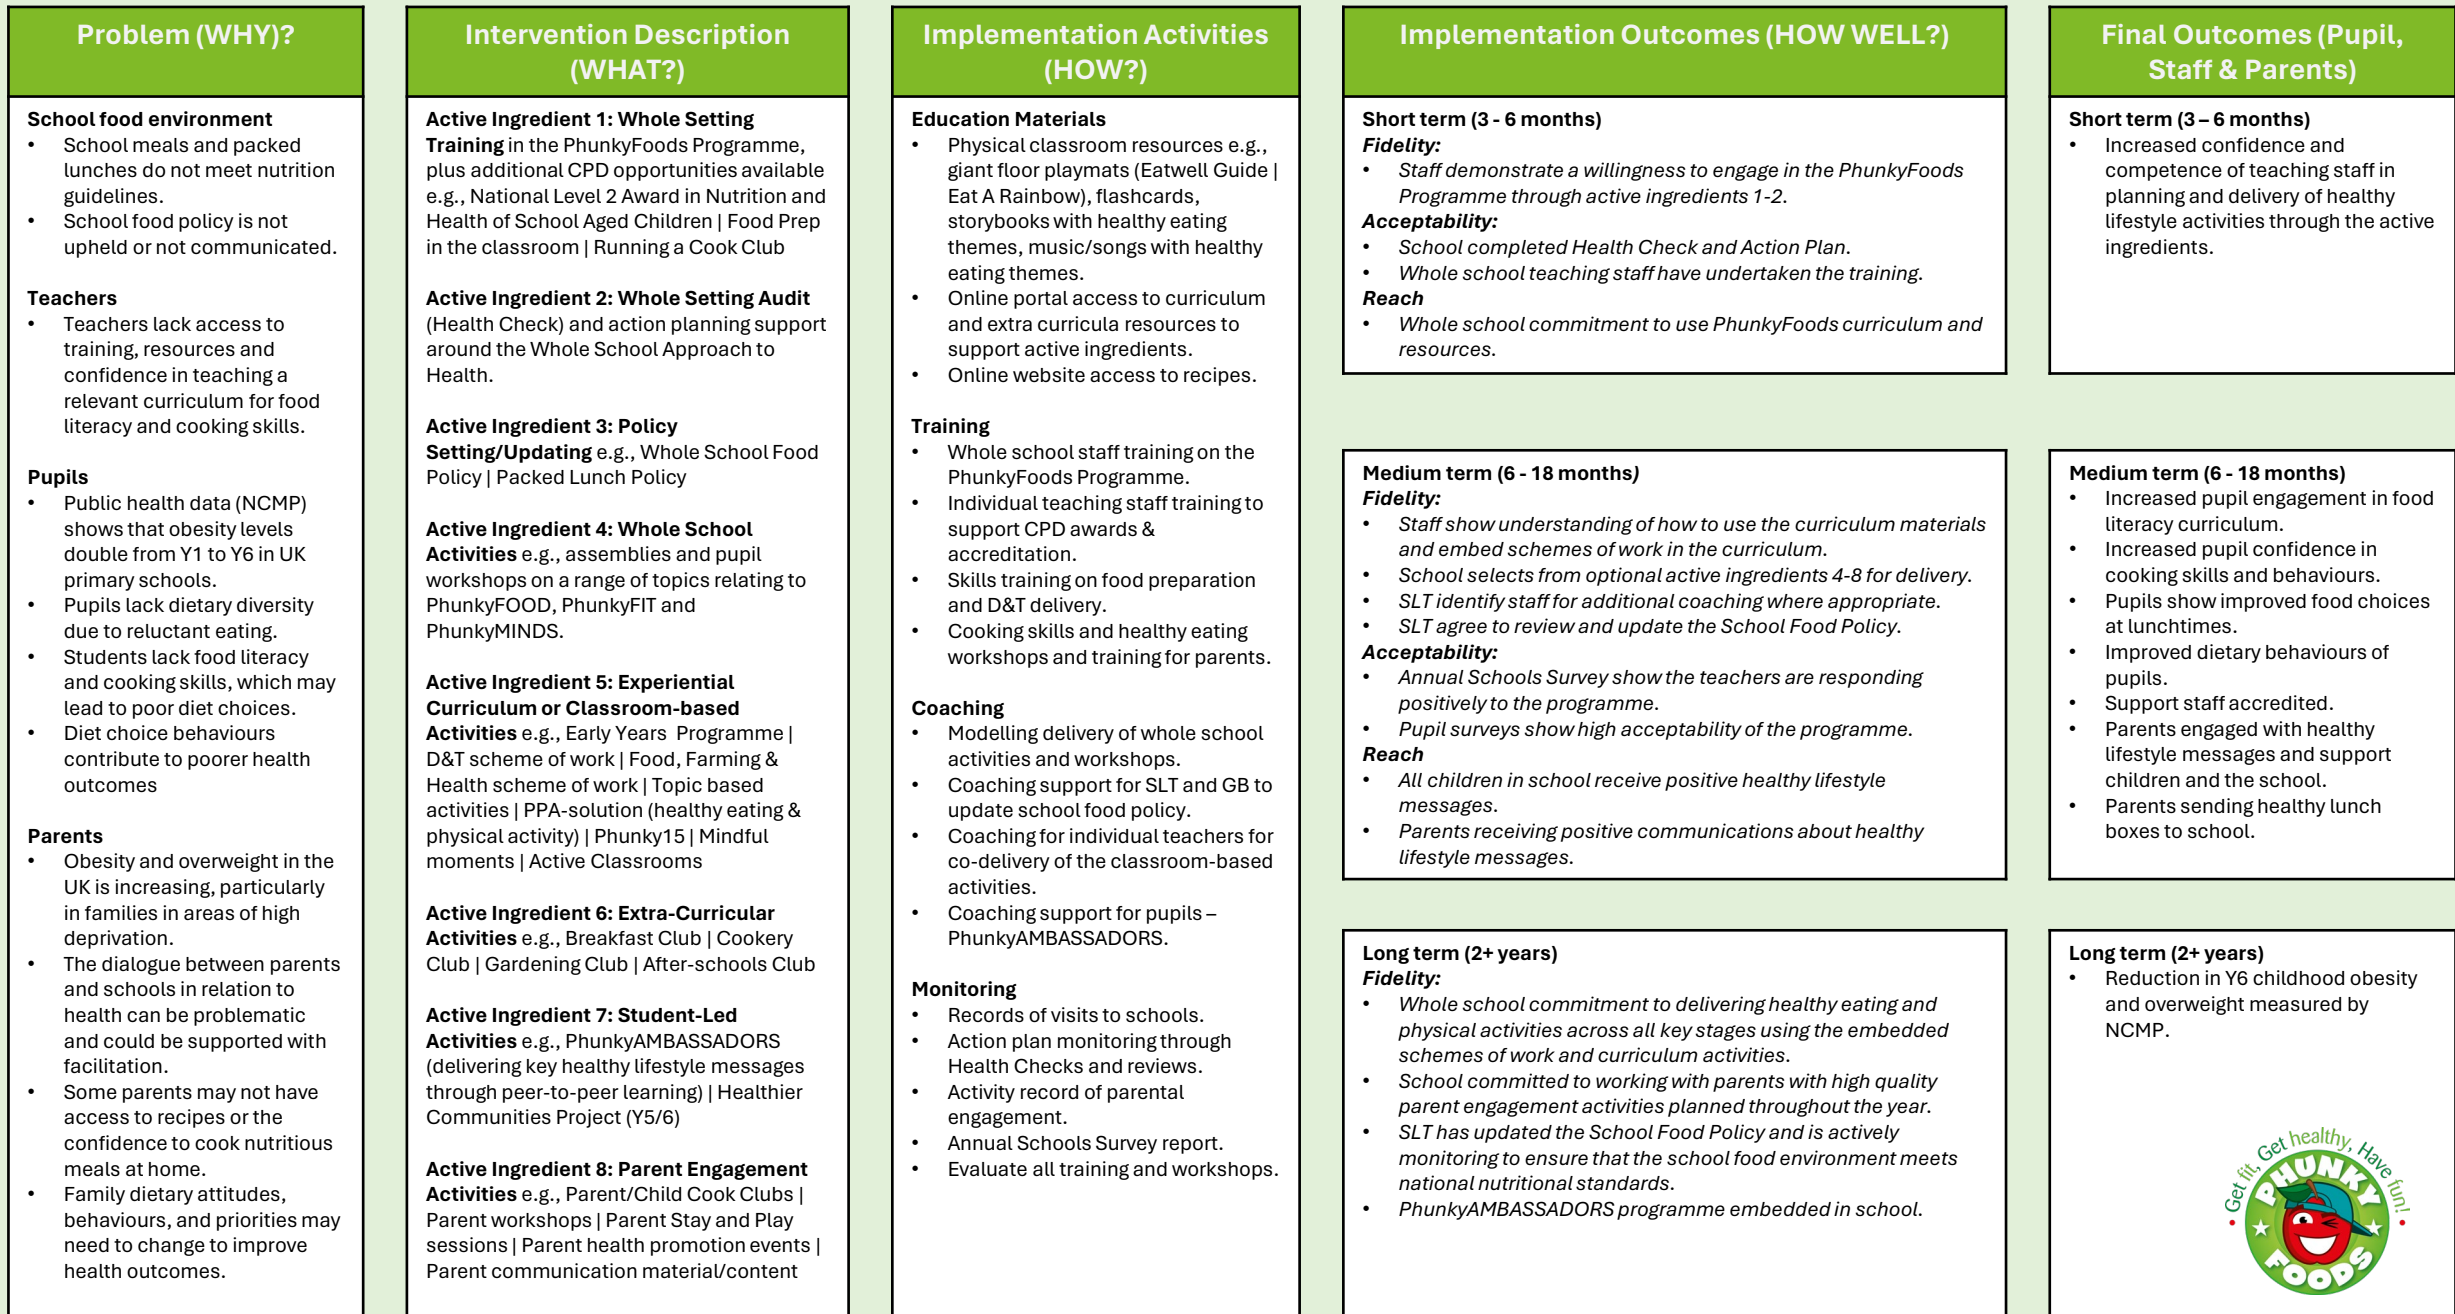 Problem (WHY)?
School food environment
• School meals and packed
lunches do not meet nutrition
guidelines.
• School food policy is not
upheld or not communicated.
Teachers
• Teachers lack access to
training, resources and
confidence in teaching a
relevant curriculum for food
literacy and cooking skills.
Pupils
• Public health data (NCMP)
shows that obesity levels
double from Y1 to Y6 in UK
primary schools.
• Pupils lack dietary diversity
due to reluctant eating.
• Students lack food literacy
and cooking skills, which may
lead to poor diet choices.
• Diet choice behaviours
contribute to poorer health
outcomes
Parents
• Obesity and overweight in the
UK is increasing, particularly
in families in areas of high
deprivation.
• The dialogue between parents
and schools in relation to
health can be problematic
and could be supported with
facilitation.
• Some parents may not have
access to recipes or the
confidence to cook nutritious
meals at home.
• Family dietary attitudes,
behaviours, and priorities may
need to change to improve
health outcomes.
Intervention Description
(WHAT?)
Active Ingredient 1: Whole Setting
Training in the PhunkyFoods Programme,
plus additional CPD opportunities available
e.g., National Level 2 Award in Nutrition and
Health of School Aged Children | Food Prep
in the classroom | Running a Cook Club
Active Ingredient 2: Whole Setting Audit
(Health Check) and action planning support
around the Whole School Approach to
Health.
Active Ingredient 3: Policy
Setting/Updating e.g., Whole School Food
Policy | Packed Lunch Policy
Active Ingredient 4: Whole School
Activities e.g., assemblies and pupil
workshops on a range of topics relating to
PhunkyFOOD, PhunkyFIT and
PhunkyMINDS.
Active Ingredient 5: Experiential
Curriculum or Classroom-based
Activities e.g., Early Years Programme |
D&T scheme of work | Food, Farming &
Health scheme of work | Topic based
activities | PPA-solution (healthy eating &
physical activity) | Phunky15 | Mindful
moments | Active Classrooms
Active Ingredient 6: Extra-Curricular
Activities e.g., Breakfast Club | Cookery
Club | Gardening Club | After-schools Club
Active Ingredient 7: Student-Led
Activities e.g., PhunkyAMBASSADORS
(delivering key healthy lifestyle messages
through peer-to-peer learning) | Healthier
Communities Project (Y5/6)
Active Ingredient 8: Parent Engagement
Activities e.g., Parent/Child Cook Clubs |
Parent workshops | Parent Stay and Play
sessions | Parent health promotion events |
Parent communication material/content
Implementation Activities
(HOW?)
Education Materials
• Physical classroom resources e.g.,
giant floor playmats (Eatwell Guide |
Eat A Rainbow), flashcards,
storybooks with healthy eating
themes, music/songs with healthy
eating themes.
• Online portal access to curriculum
and extra curricula resources to
support active ingredients.
• Online website access to recipes.
Training
• Whole school staff training on the
PhunkyFoods Programme.
• Individual teaching staff training to
support CPD awards &
accreditation.
• Skills training on food preparation
and D&T delivery.
• Cooking skills and healthy eating
workshops and training for parents.
Coaching
• Modelling delivery of whole school
activities and workshops.
• Coaching support for SLT and GB to
update school food policy.
• Coaching for individual teachers for
co-delivery of the classroom-based
activities.
• Coaching support for pupils –
PhunkyAMBASSADORS.
Monitoring
• Records of visits to schools.
• Action plan monitoring through
Health Checks and reviews.
• Activity record of parental
engagement.
• Annual Schools Survey report.
• Evaluate all training and workshops.
Implementation Outcomes (HOW WELL?)
Short term (3 - 6 months)
Fidelity:
• Staff demonstrate a willingness to engage in the PhunkyFoods
Programme through active ingredients 1-2.
Acceptability:
• School completed Health Check and Action Plan.
• Whole school teaching staff have undertaken the training.
Reach
• Whole school commitment to use PhunkyFoods curriculum and
resources.
Medium term (6 - 18 months)
Fidelity:
• Staff show understanding of how to use the curriculum materials
and embed schemes of work in the curriculum.
• School selects from optional active ingredients 4-8 for delivery.
• SLT identify staff for additional coaching where appropriate.
• SLT agree to review and update the School Food Policy.
Acceptability:
• Annual Schools Survey show the teachers are responding
positively to the programme.
• Pupil surveys show high acceptability of the programme.
Reach
• All children in school receive positive healthy lifestyle
messages.
• Parents receiving positive communications about healthy
lifestyle messages.
Long term (2+ years)
Fidelity:
• Whole school commitment to delivering healthy eating and
physical activities across all key stages using the embedded
schemes of work and curriculum activities.
• School committed to working with parents with high quality
parent engagement activities planned throughout the year.
• SLT has updated the School Food Policy and is actively
monitoring to ensure that the school food environment meets
national nutritional standards.
• PhunkyAMBASSADORS programme embedded in school.
Final Outcomes (Pupil,
Staff & Parents)
Short term (3 – 6 months)
• Increased confidence and
competence of teaching staff in
planning and delivery of healthy
lifestyle activities through the active
ingredients.
Medium term (6 - 18 months)
• Increased pupil engagement in food
literacy curriculum.
• Increased pupil confidence in
cooking skills and behaviours.
• Pupils show improved food choices
at lunchtimes.
• Improved dietary behaviours of
pupils.
• Support staff accredited.
• Parents engaged with healthy
lifestyle messages and support
children and the school.
• Parents sending healthy lunch
boxes to school.
Long term (2+ years)
• Reduction in Y6 childhood obesity
and overweight measured by
NCMP.
Get fit, Get healthy, Have fun!
PHUNKY
FOODS